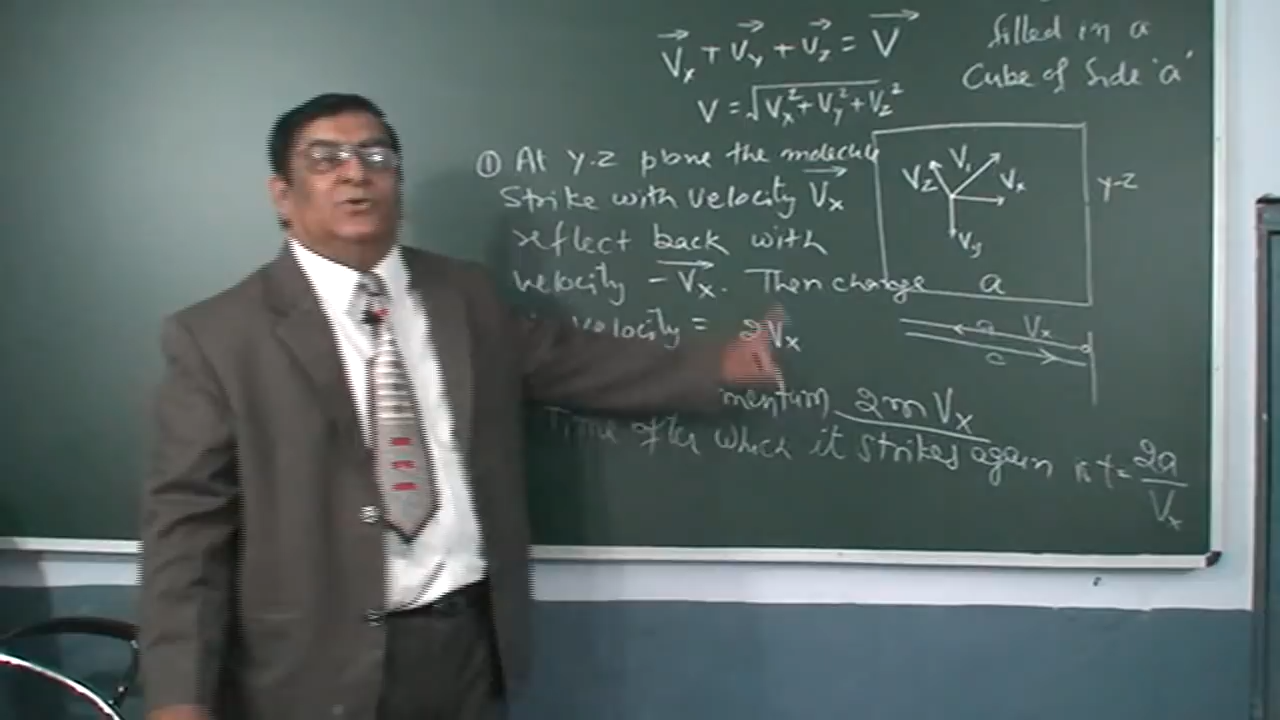 Vx + Vy + Vz = V
V = √Vx² + Vy² + Vz²
filled in a
Cube of Side 'a'
① At Y-Z plane the molecule
Strike with velocity Vx
reflect back with
velocity - Vx. Then change
velocity = 2Vx
mentum 2mVx
Time after which it strikes again is t = 2a/Vx
V₁
Vz
Vx
Vy
Y-Z
a
a Vx